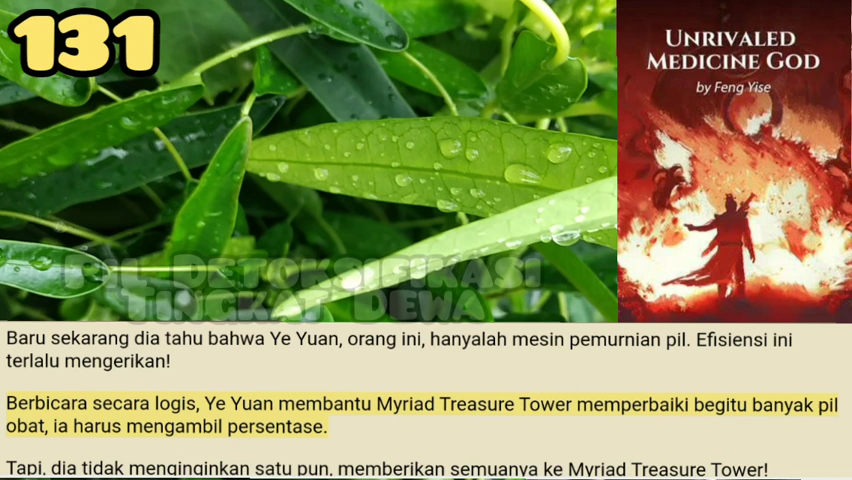 131
UNRIVALED
MEDICINE GOD
by Feng Yise
PIL DETOKSIFIKASI
TINGKAT DEWA
Baru sekarang dia tahu bahwa Ye Yuan, orang ini, hanyalah mesin pemurnian pil. Efisiensi ini
terlalu mengerikan!
Berbicara secara logis, Ye Yuan membantu Myriad Treasure Tower memperbaiki begitu banyak pil
obat, ia harus mengambil persentase.
Tapi, dia tidak menginginkan satu pun, memberikan semuanya ke Myriad Treasure Tower!